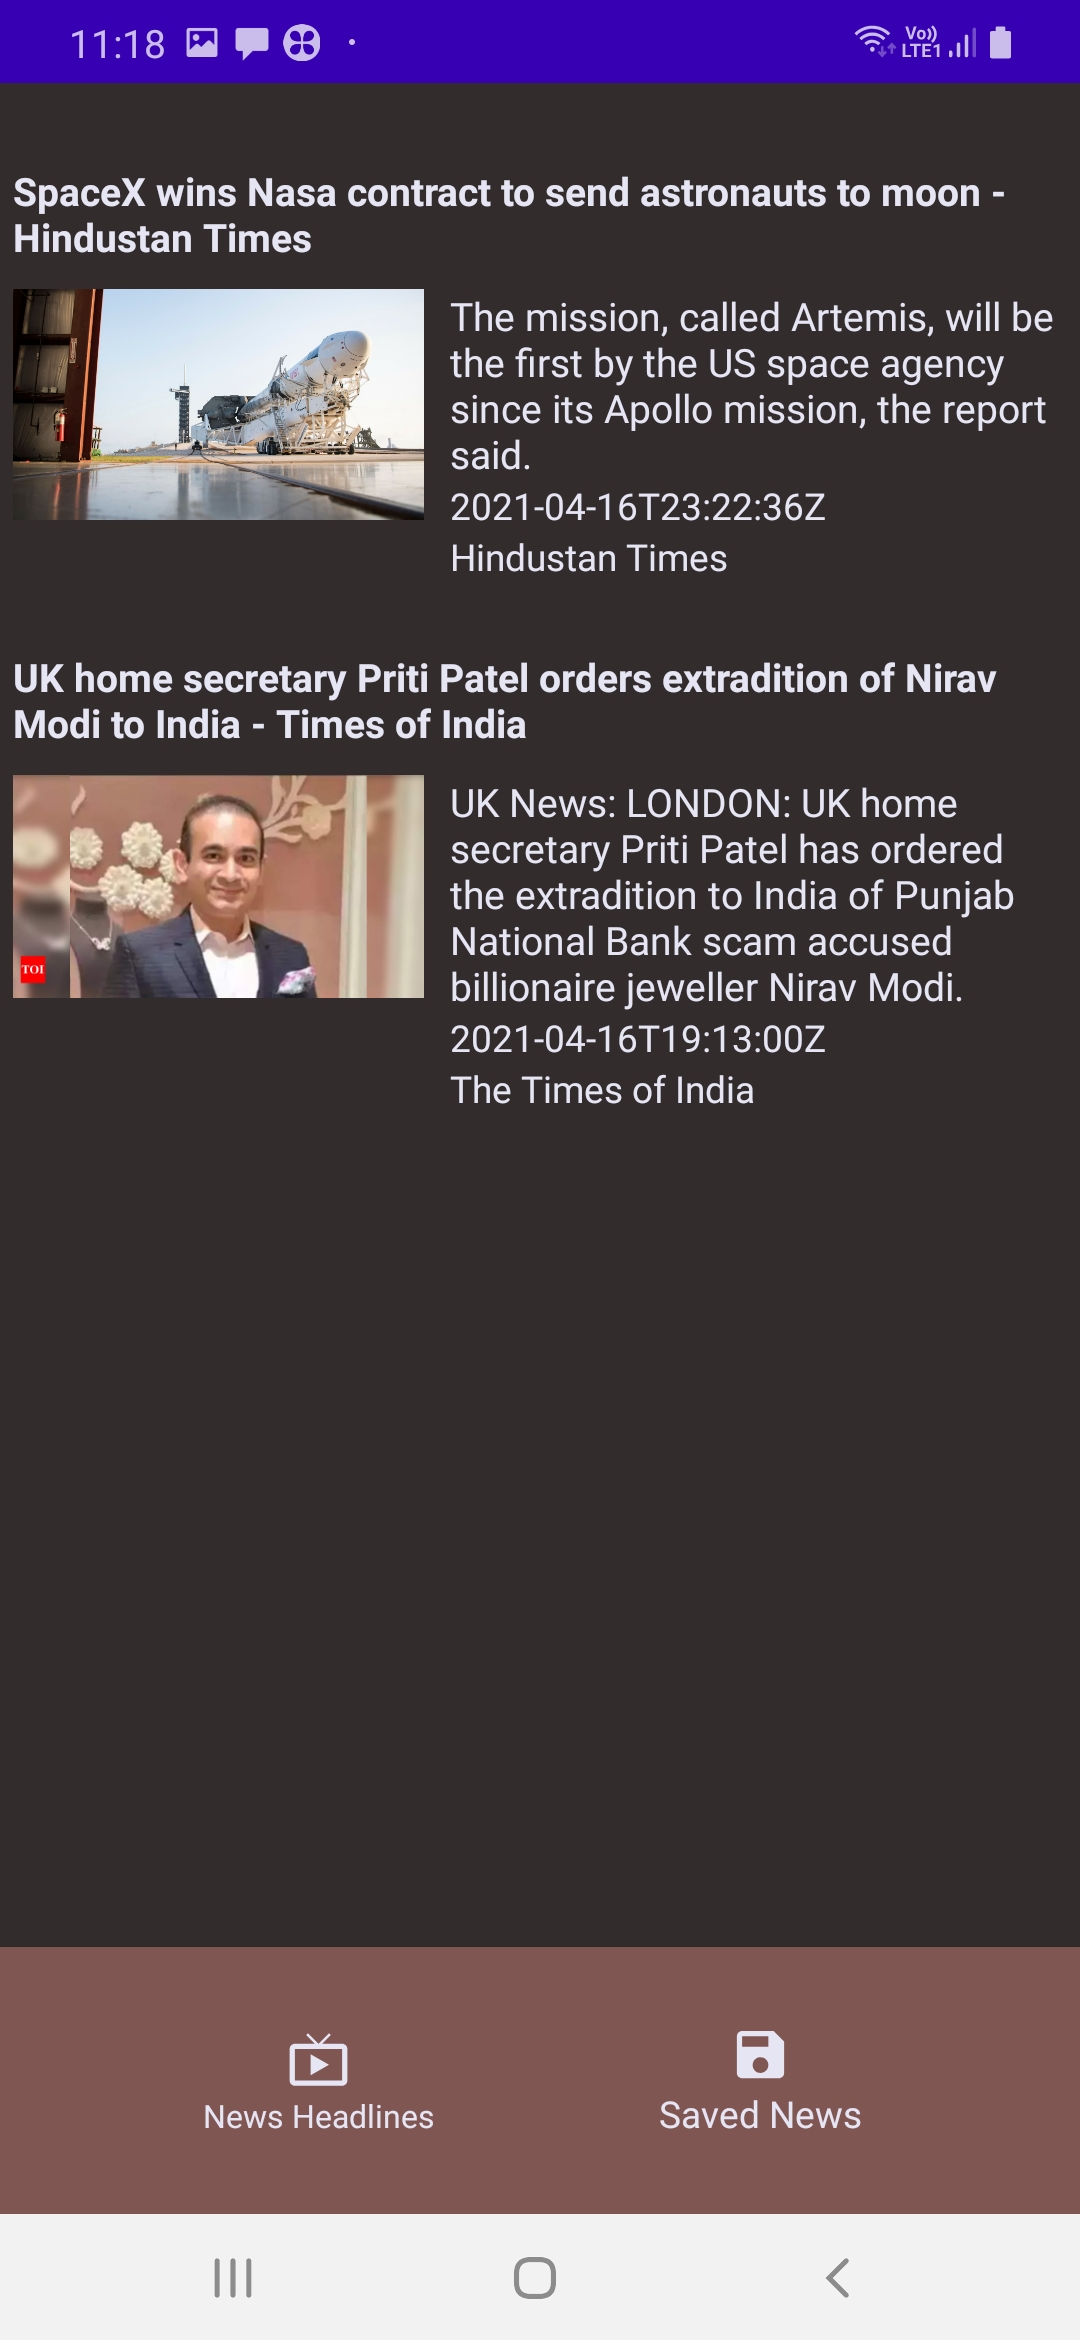 11:18
Vo))
LTE1
SpaceX wins Nasa contract to send astronauts to moon -
Hindustan Times
The mission, called Artemis, will be
the first by the US space agency
since its Apollo mission, the report
said.
2021-04-16T23:22:36Z
Hindustan Times
UK home secretary Priti Patel orders extradition of Nirav
Modi to India - Times of India
TOI
UK News: LONDON: UK home
secretary Priti Patel has ordered
the extradition to India of Punjab
National Bank scam accused
billionaire jeweller Nirav Modi.
2021-04-16T19:13:00Z
The Times of India
News Headlines
Saved News